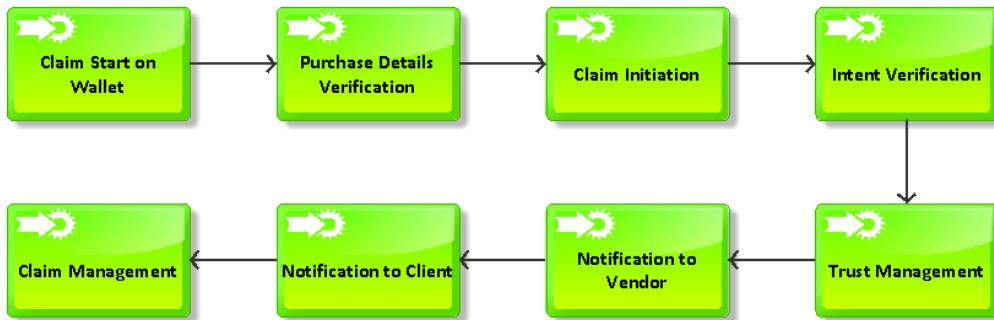 Claim Start on
Wallet
Purchase Details
Verification
Claim Initiation
Intent Verification
Claim Management
Notification to Client
Notification to
Vendor
Trust Management